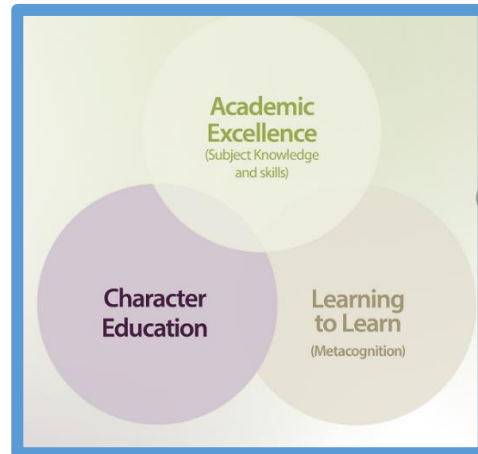 Academic
Excellence
(Subject Knowledge
and skills)
Character
Education
Learning
to Learn
(Metacognition)